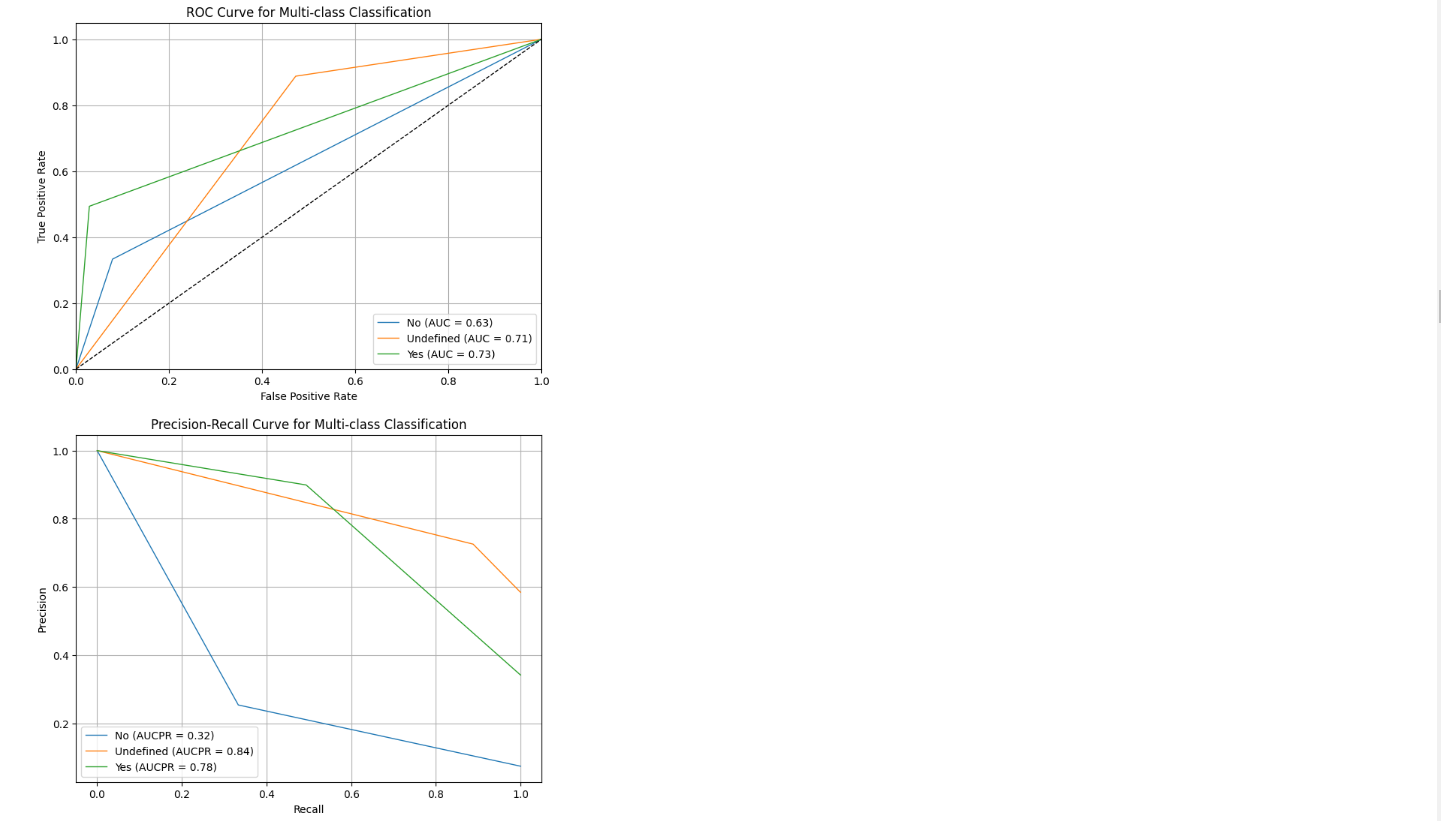 ROC Curve for Multi-class Classification
1.0
0.8
0.6
0.4
0.2
0.0
True Positive Rate
No (AUC = 0.63)
Undefined (AUC = 0.71)
Yes (AUC = 0.73)
0.0 0.2 0.4 0.6 0.8 1.0
False Positive Rate
Precision-Recall Curve for Multi-class Classification
1.0
0.8
0.6
0.4
0.2
Precision
No (AUCPR = 0.32)
Undefined (AUCPR = 0.84)
Yes (AUCPR = 0.78)
0.0 0.2 0.4 0.6 0.8 1.0
Recall